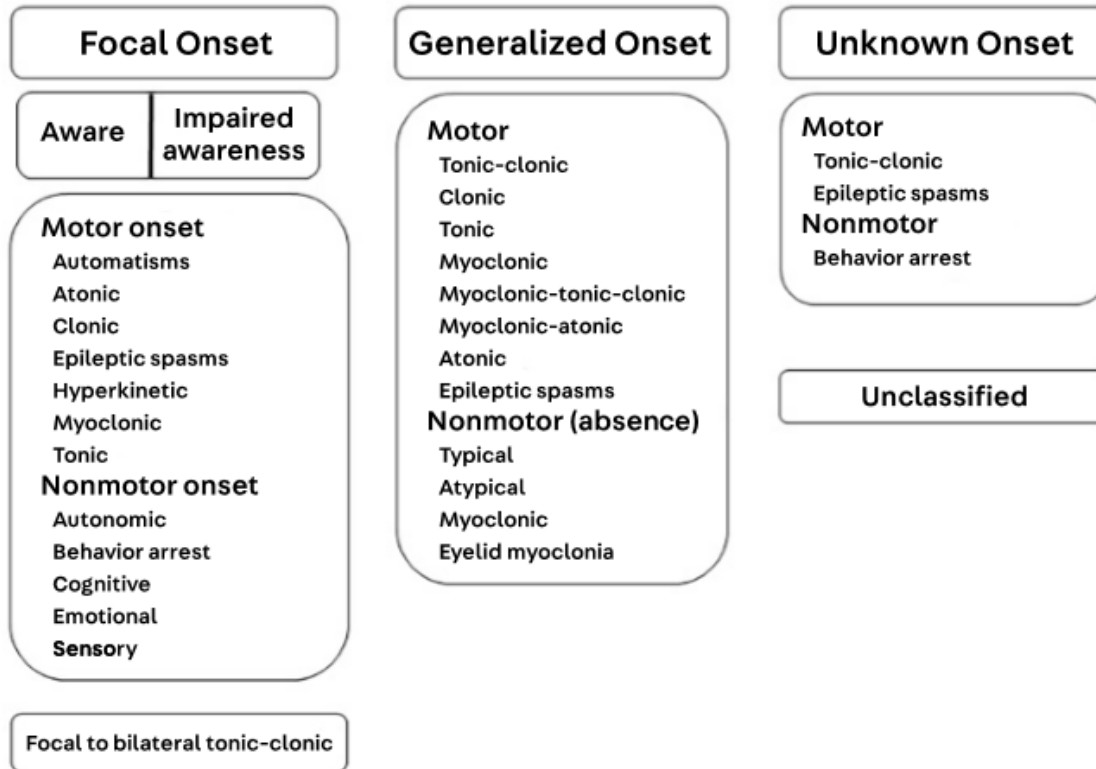 Focal Onset
Aware
Impaired
awareness
Motor onset
Automatisms
Atonic
Clonic
Epileptic spasms
Hyperkinetic
Myoclonic
Tonic
Nonmotor onset
Autonomic
Behavior arrest
Cognitive
Emotional
Sensory
Focal to bilateral tonic-clonic
Generalized Onset
Motor
Tonic-clonic
Clonic
Tonic
Myoclonic
Myoclonic-tonic-clonic
Myoclonic-atonic
Atonic
Epileptic spasms
Nonmotor (absence)
Typical
Atypical
Myoclonic
Eyelid myoclonia
Unknown Onset
Motor
Tonic-clonic
Epileptic spasms
Nonmotor
Behavior arrest
Unclassified